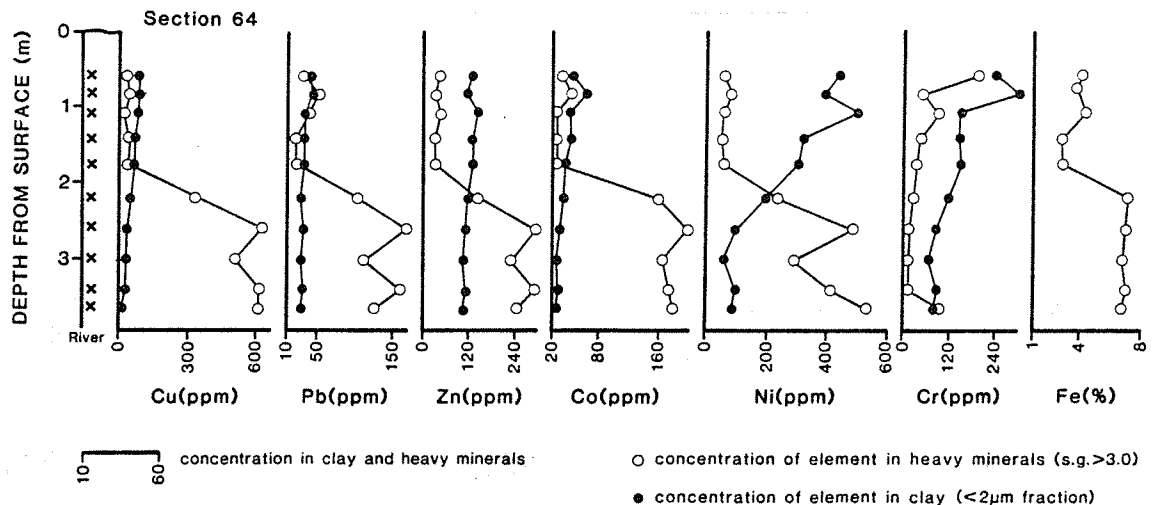 Section 64
DEPTH FROM SURFACE (m)
0
1
2
3
River
x
x
x
x
x
x
x
x
x
x
0 300 600
10 50 150
0 120 240
20 80 160
0 200 400 600
0 120 240
1 4 8
Cu(ppm) Pb(ppm) Zn(ppm) Co(ppm) Ni(ppm) Cr(ppm) Fe(%)
10 60 concentration in clay and heavy minerals
concentration of element in heavy minerals (s.g.>3.0)
concentration of element in clay (<2μm fraction)